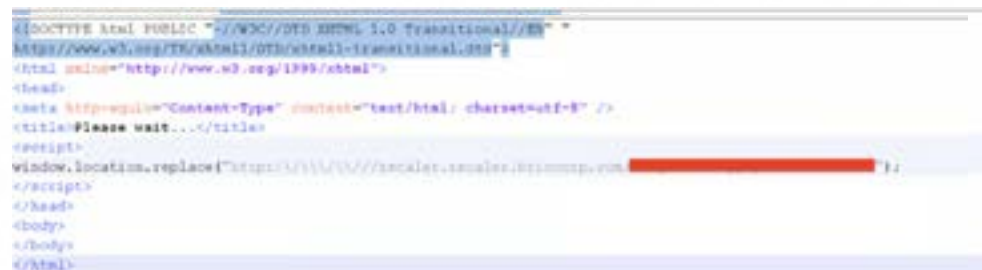 <!DOCTYPE html PUBLIC "-//W3C//DTD XHTML 1.0 Transitional//EN" "
http://www.w3.org/TR/xhtml1/DTD/xhtml1-transitional.dtd">
<html xmlns="http://www.w3.org/1999/xhtml">
<head>
<meta http-equiv="Content-Type" content="text/html; charset=utf-8" />
<title>Please wait...</title>
<script>
window.location.replace(" ");
</script>
</head>
<body>
</body>
</html>